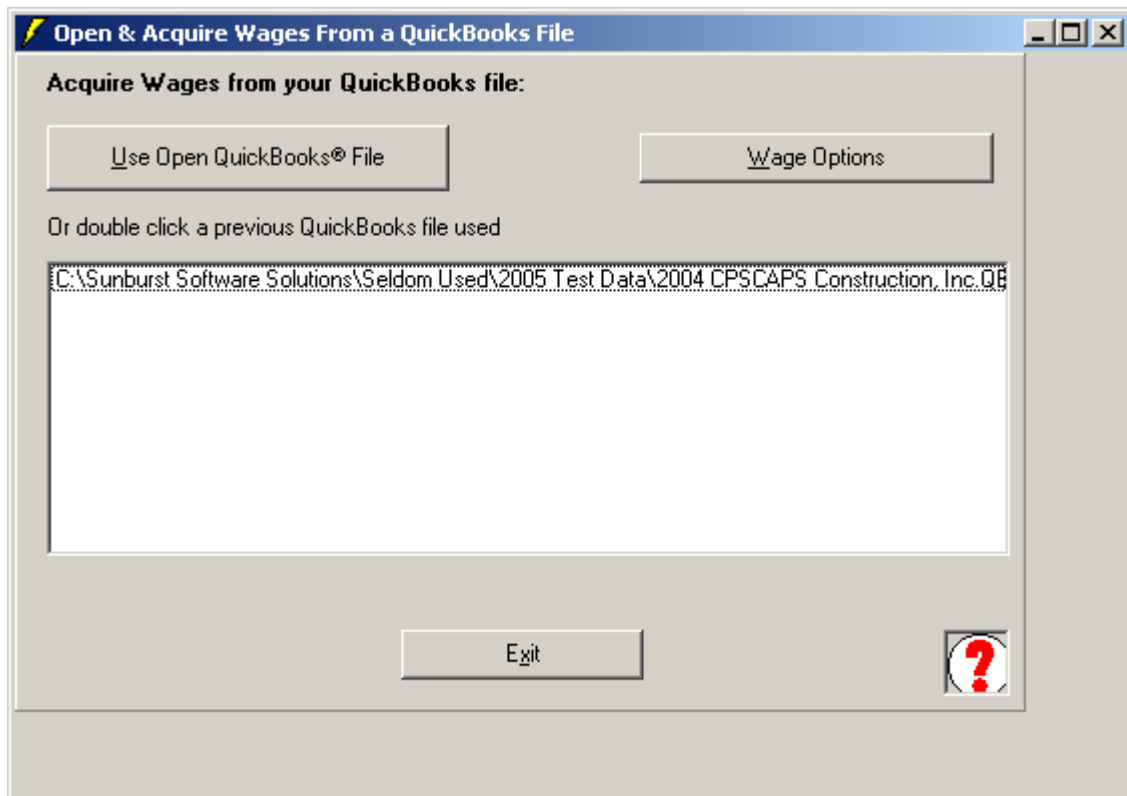 Open & Acquire Wages From a QuickBooks File
Acquire Wages from your QuickBooks file:
Use Open QuickBooks® File
Wage Options
Or double click a previous QuickBooks file used
C:\Sunburst Software Solutions\Seldom Used\2005 Test Data\2004 CPSCAPS Construction, Inc.QB
Exit
?